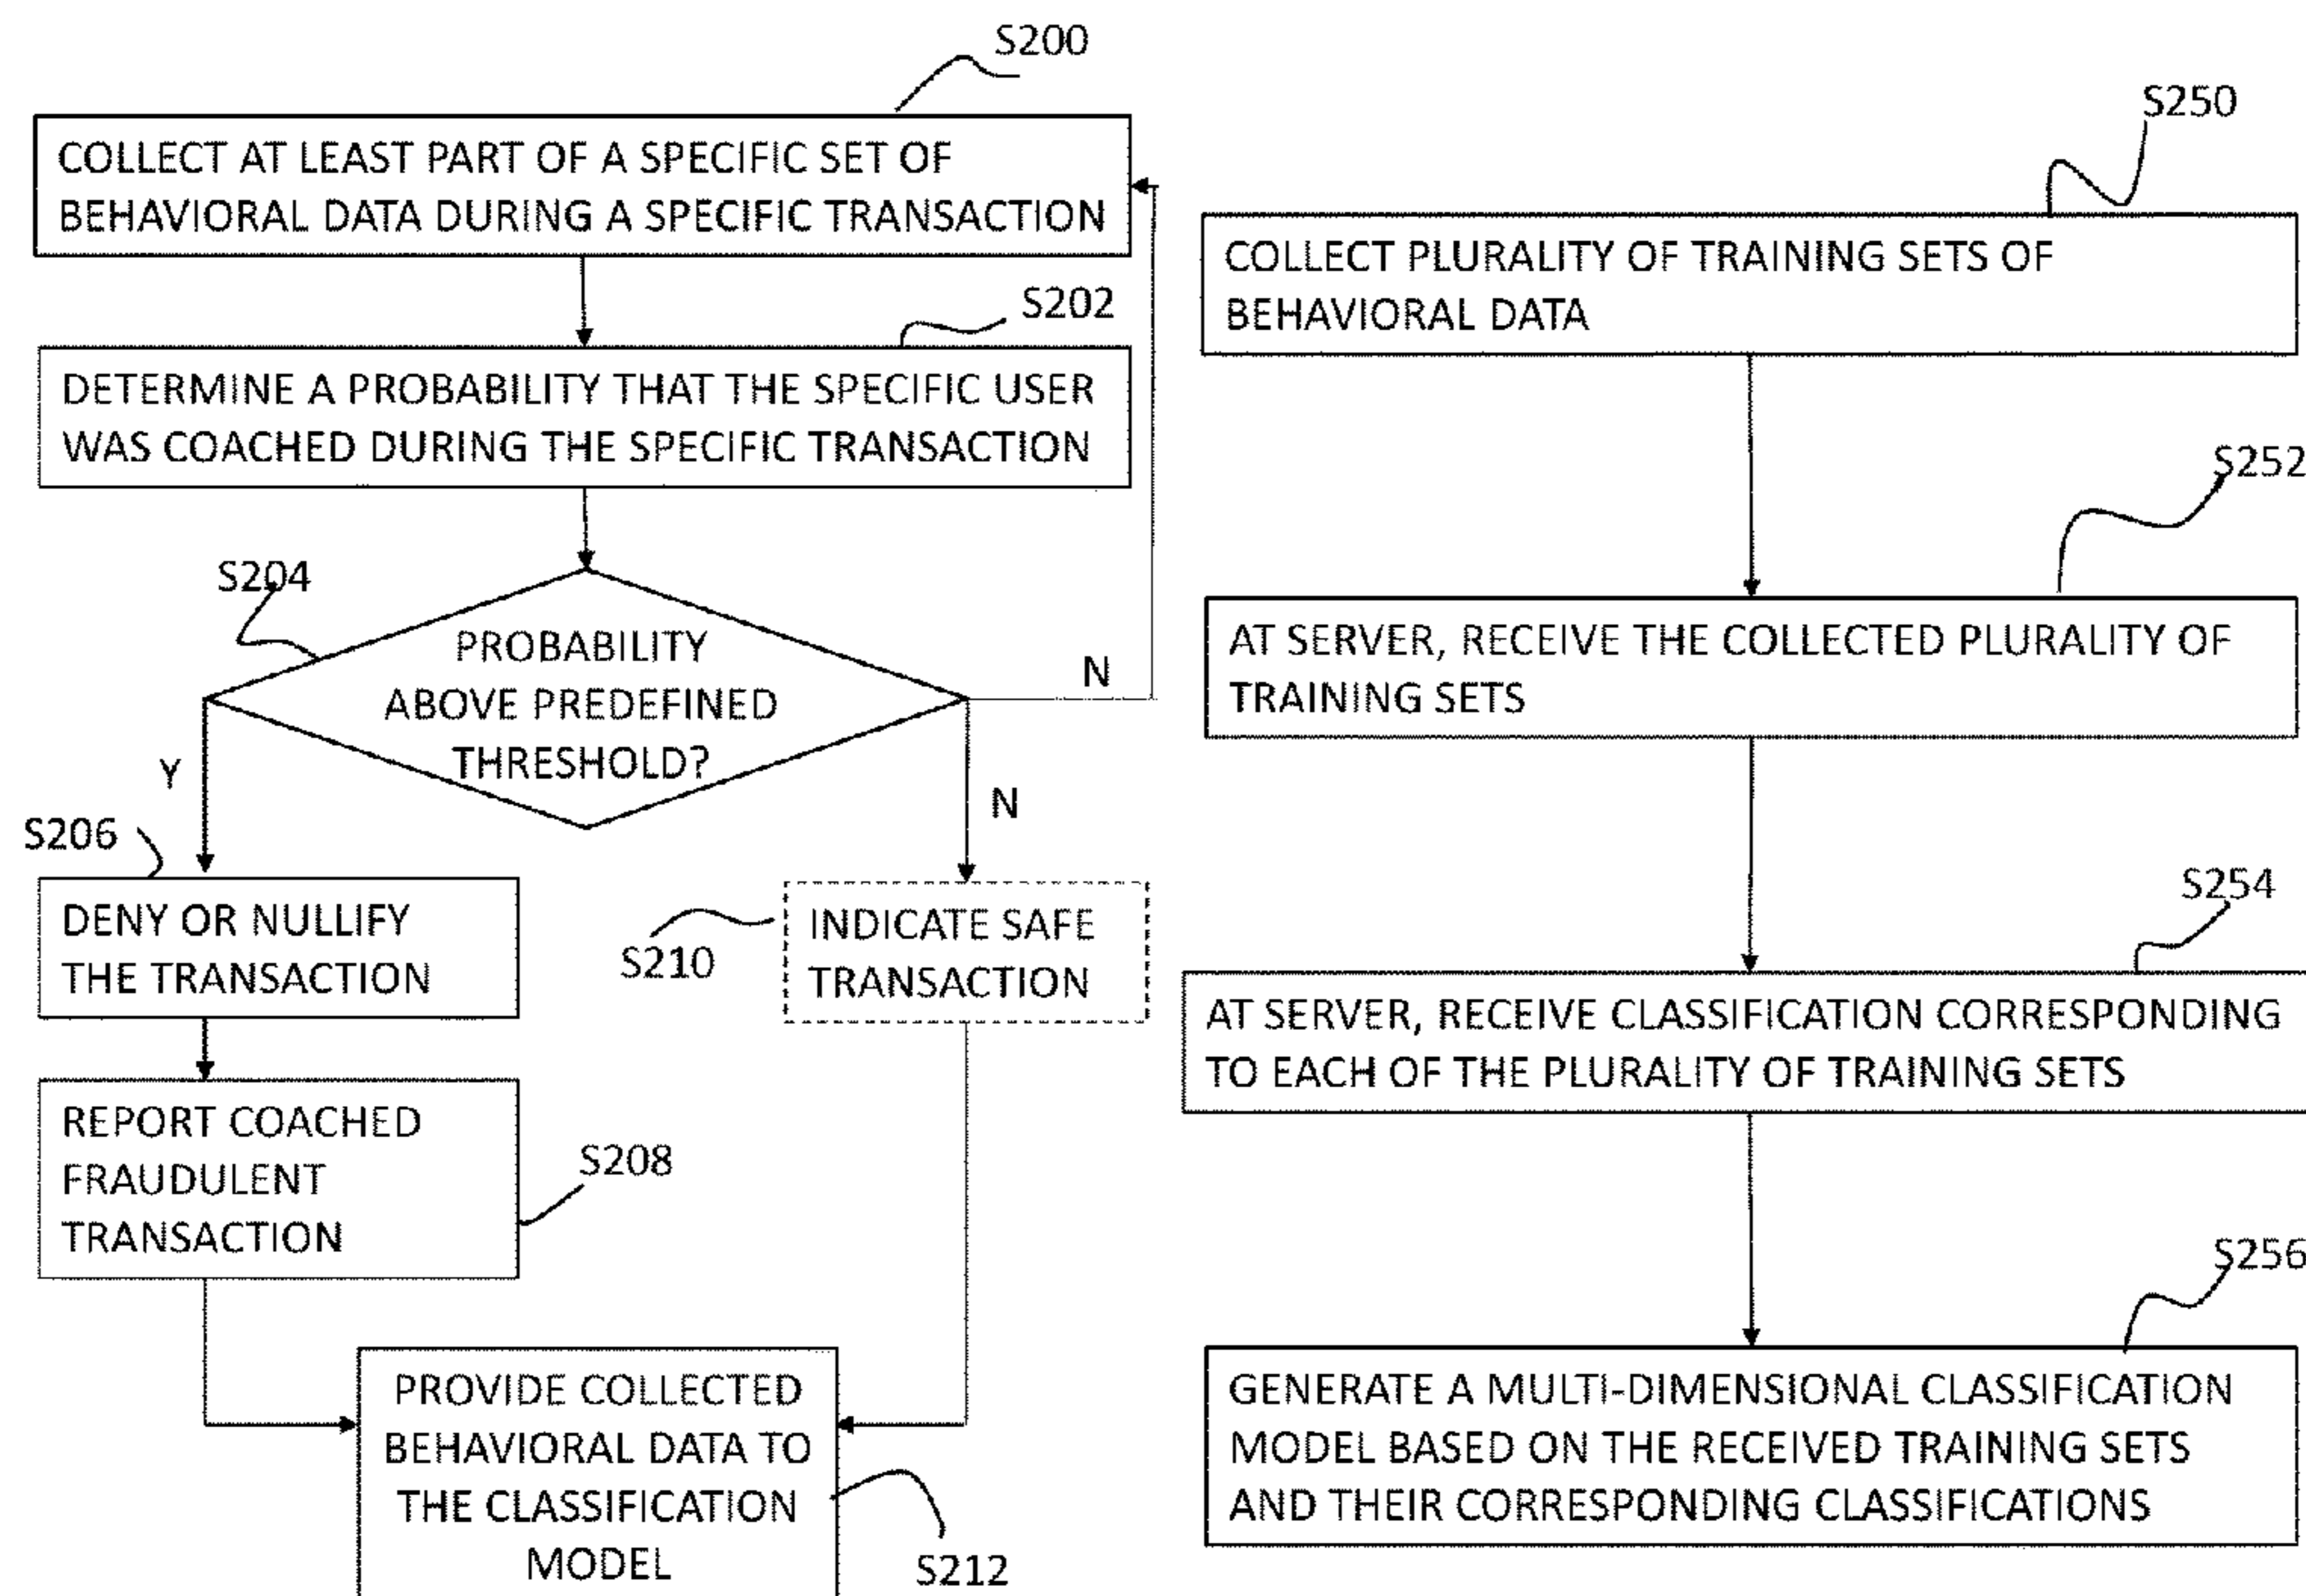 S200
COLLECT AT LEAST PART OF A SPECIFIC SET OF
BEHAVIORAL DATA DURING A SPECIFIC TRANSACTION
S202
DETERMINE A PROBABILITY THAT THE SPECIFIC USER
WAS COACHED DURING THE SPECIFIC TRANSACTION
S204
PROBABILITY
ABOVE PREDEFINED
THRESHOLD?
N
Y
N
S206
DENY OR NULLIFY
THE TRANSACTION
S210
INDICATE SAFE
TRANSACTION
REPORT COACHED
FRAUDULENT
TRANSACTION
S208
PROVIDE COLLECTED
BEHAVIORAL DATA TO
THE CLASSIFICATION
MODEL
S212
S250
COLLECT PLURALITY OF TRAINING SETS OF
BEHAVIORAL DATA
S252
AT SERVER, RECEIVE THE COLLECTED PLURALITY OF
TRAINING SETS
S254
AT SERVER, RECEIVE CLASSIFICATION CORRESPONDING
TO EACH OF THE PLURALITY OF TRAINING SETS
S256
GENERATE A MULTI-DIMENSIONAL CLASSIFICATION
MODEL BASED ON THE RECEIVED TRAINING SETS
AND THEIR CORRESPONDING CLASSIFICATIONS